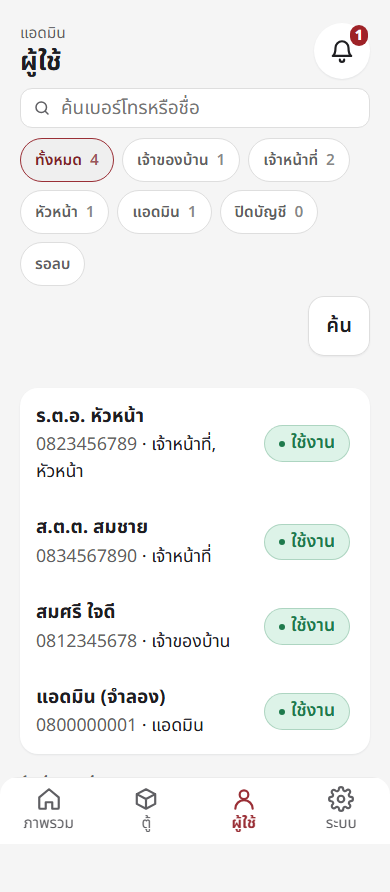 แอดมิน
ผู้ใช้
1
ค้นเบอร์โทรหรือชื่อ
ทั้งหมด 4
เจ้าของบ้าน 1
เจ้าหน้าที่ 2
หัวหน้า 1
แอดมิน 1
ปิดบัญชี 0
รอลบ
ค้น
ร.ต.อ. หัวหน้า
0823456789 · เจ้าหน้าที่,
หัวหน้า
ใช้งาน
ส.ต.ต. สมชาย
0834567890 · เจ้าหน้าที่
ใช้งาน
สมศรี ใจดี
0812345678 · เจ้าของบ้าน
ใช้งาน
แอดมิน (จำลอง)
0800000001 · แอดมิน
ใช้งาน
ภาพรวม
ตู้
ผู้ใช้
ระบบ